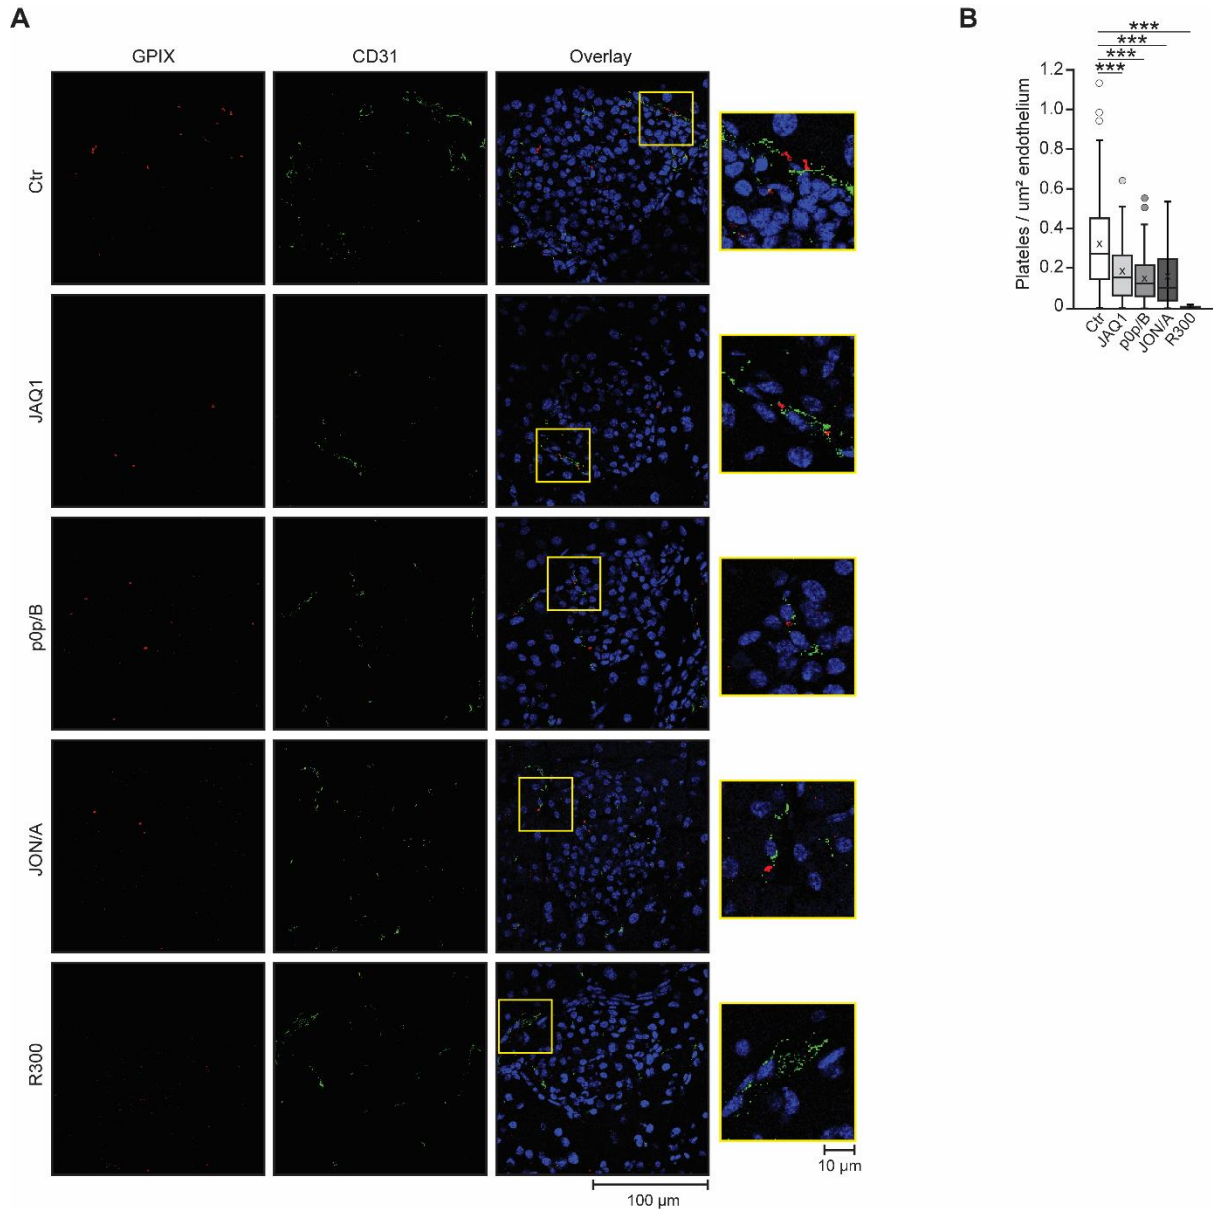 A
GPIX
CD31
Overlay
Ctr
JAQ1
p0p/B
JON/A
R300
10 µm
100 µm
B
***
***
***
***
Plateles / um² endothelium
1.2
1.0
0.8
0.6
0.4
0.2
0
x
x
x
x
Ctr
JAQ1
p0p/B
JON/A
R300